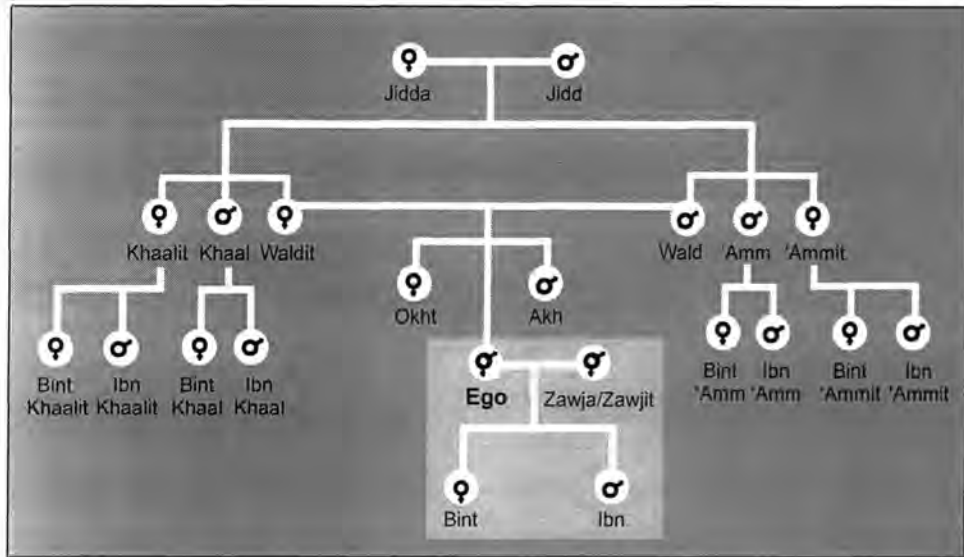 Jidda Jidd
Khaalit Khaal Waldit Wald 'Amm 'Ammit
Okht Akh
Bint Khaalit
Ibn Khaalit
Bint Khaal
Ibn Khaal
Ego Zawja/Zawjit
Bint 'Amm
Ibn 'Amm
Bint 'Ammit
Ibn 'Ammit
Bint Ibn